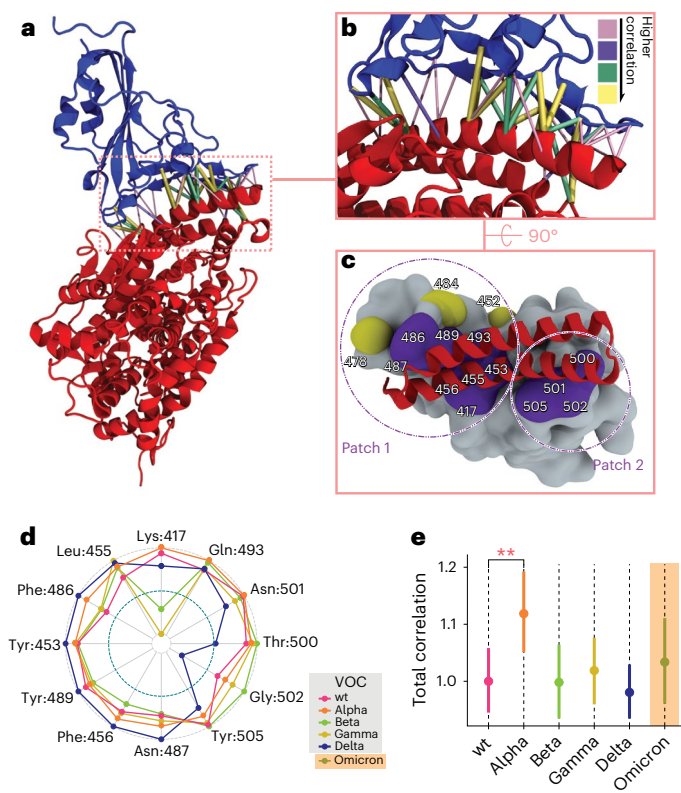 a
b
Higher
correlation
90°
c
484
452
486
489
493
478
487
453
455
456
417
500
501
505
502
Patch 1
Patch 2
d
Lys:417
Leu:455
Gln:493
Phe:486
Asn:501
Tyr:453
Thr:500
Tyr:489
Gly:502
Phe:456
Tyr:505
Asn:487
VOC
wt
Alpha
Beta
Gamma
Delta
Omicron
e
**
1.2
1.1
1.0
Total correlation
wt
Alpha
Beta
Gamma
Delta
Omicron